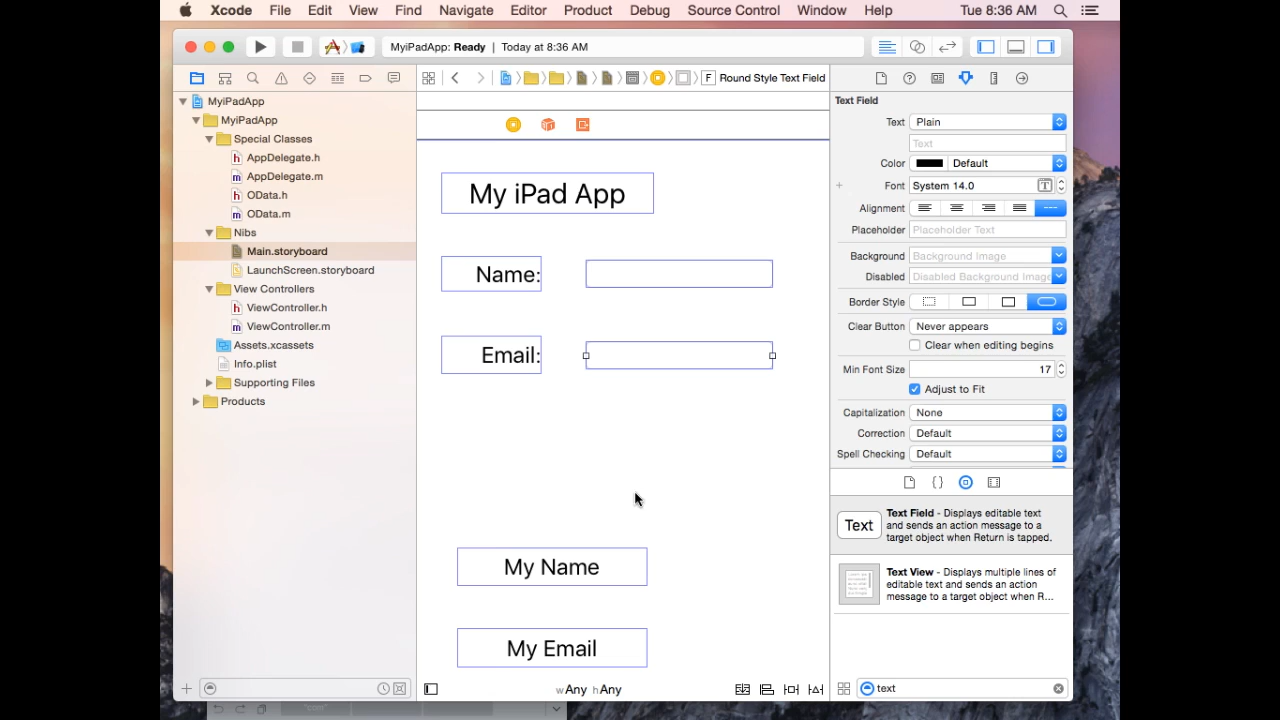 Xcode File Edit View Find Navigate Editor Product Debug Source Control Window Help Tue 8:36 AM
MyiPadApp: Ready | Today at 8:36 AM
F Round Style Text Field
MyiPadApp
MyiPadApp
Special Classes
h AppDelegate.h
m AppDelegate.m
h OData.h
m OData.m
Nibs
Main.storyboard
LaunchScreen.storyboard
View Controllers
h ViewController.h
m ViewController.m
Assets.xcassets
Info.plist
Supporting Files
Products
My iPad App
Name:
Email:
My Name
My Email
wAny hAny
Text Field
Text Plain
Text
Color Default
Font System 14.0 T
Alignment ---
Placeholder Placeholder Text
Background Background Image
Disabled Disabled Background Image
Border Style
Clear Button Never appears
Clear when editing begins
Min Font Size 17
Adjust to Fit
Capitalization None
Correction Default
Spell Checking Default
{ }
Text
Text Field - Displays editable text
and sends an action message to a
target object when Return is tapped.
Text View - Displays multiple lines of
editable text and sends an action
message to a target object when R...
text